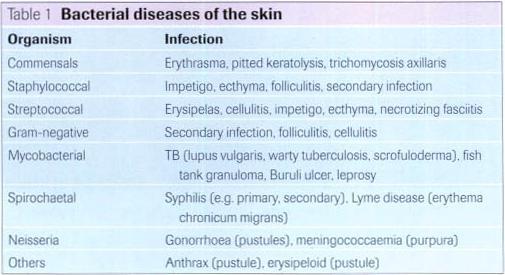 Table 1 Bacterial diseases of the skin
Organism Infection
Commensals Erythrasma, pitted keratolysis, trichomycosis axillaris
Staphylococcal Impetigo, ecthyma, folliculitis, secondary infection
Streptococcal Erysipelas, cellulitis, impetigo, ecthyma, necrotizing fasciitis
Gram-negative Secondary infection, folliculitis, cellulitis
Mycobacterial TB (lupus vulgaris, warty tuberculosis, scrofuloderma), fish
tank granuloma, Buruli ulcer, leprosy
Spirochaetal Syphilis (e.g. primary, secondary), Lyme disease (erythema
chronicum migrans)
Neisseria Gonorrhoea (pustules), meningococcaemia (purpura)
Others Anthrax (pustule), erysipeloid (pustule)